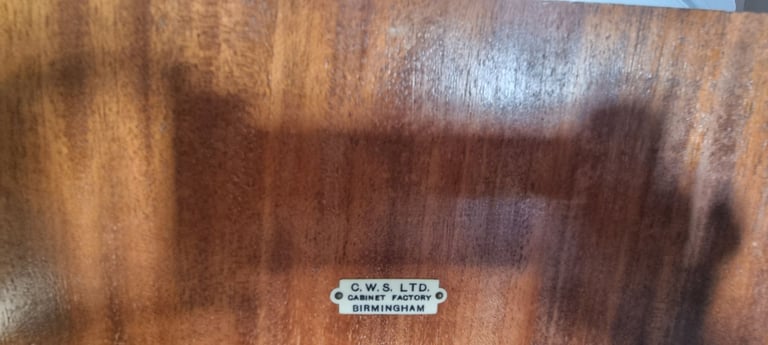 C.W.S. LTD.
CABINET FACTORY
BIRMINGHAM